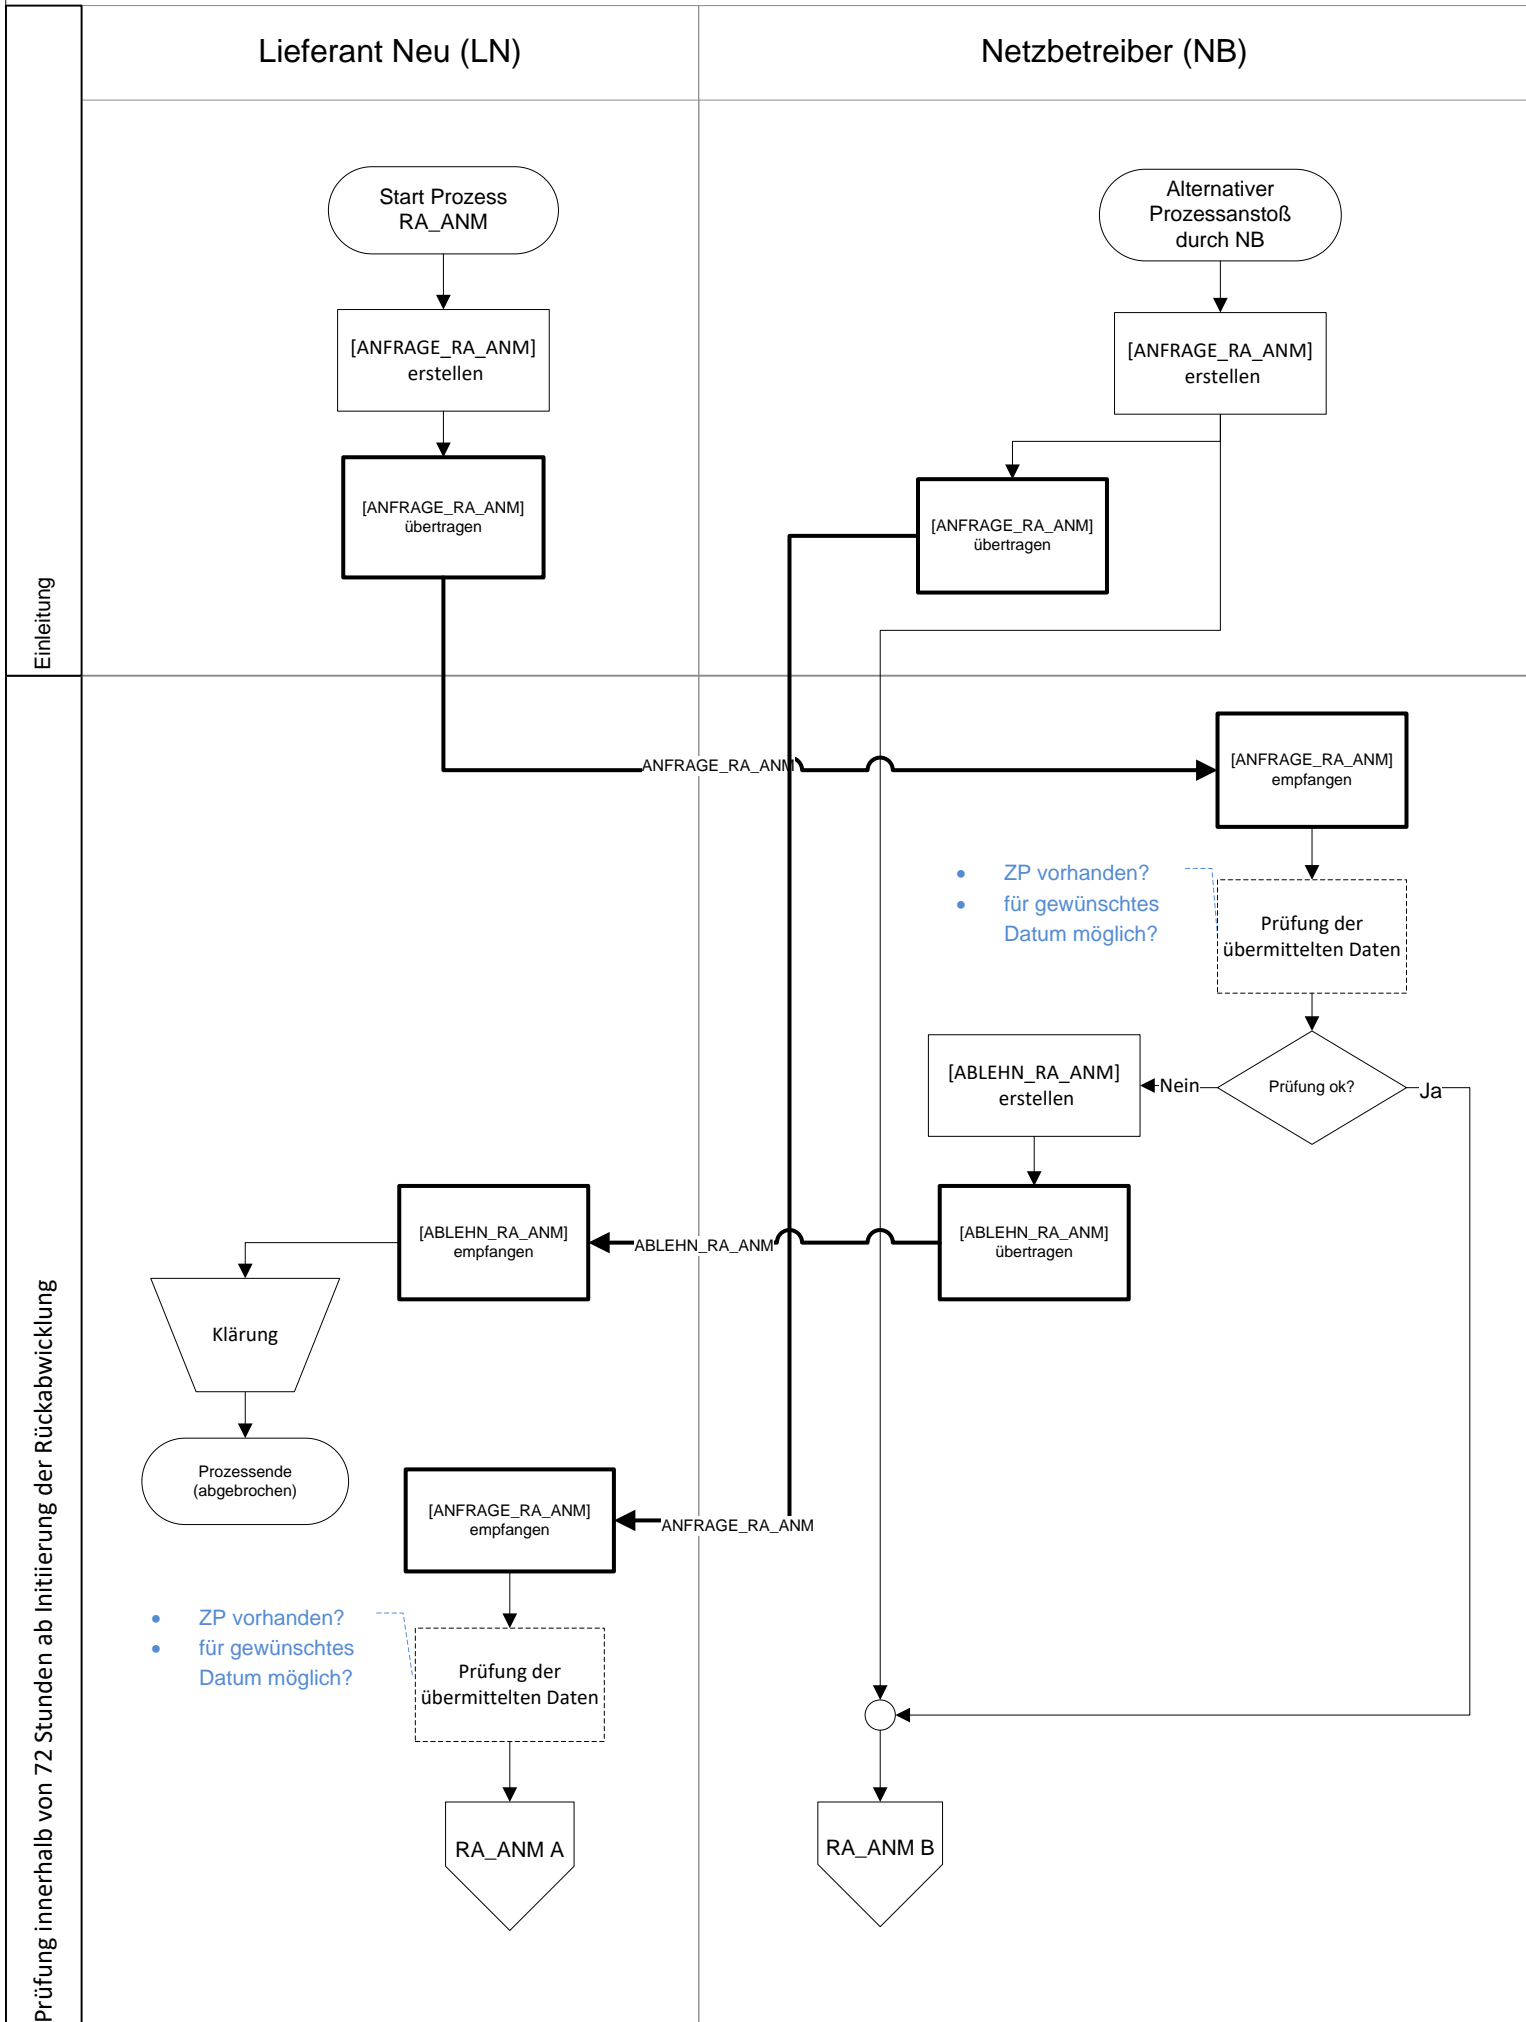 Lieferant Neu (LN)
Netzbetreiber (NB)
Einleitung
Start Prozess
RA_ANM
Alternativer
Prozessanstoß
durch NB
[ANFRAGE_RA_ANM]
erstellen
[ANFRAGE_RA_ANM]
erstellen
[ANFRAGE_RA_ANM]
übertragen
[ANFRAGE_RA_ANM]
übertragen
Prüfung innerhalb von 72 Stunden ab Initiierung der Rückabwicklung
ANFRAGE_RA_ANM
[ANFRAGE_RA_ANM]
empfangen
• ZP vorhanden?
• für gewünschtes
Datum möglich?
Prüfung der
übermittelten Daten
Prüfung ok?
Nein
Ja
[ABLEHN_RA_ANM]
erstellen
[ABLEHN_RA_ANM]
übertragen
ABLEHN_RA_ANM
[ABLEHN_RA_ANM]
empfangen
Klärung
Prozessende
(abgebrochen)
ANFRAGE_RA_ANM
[ANFRAGE_RA_ANM]
empfangen
• ZP vorhanden?
• für gewünschtes
Datum möglich?
Prüfung der
übermittelten Daten
RA_ANM A
RA_ANM B